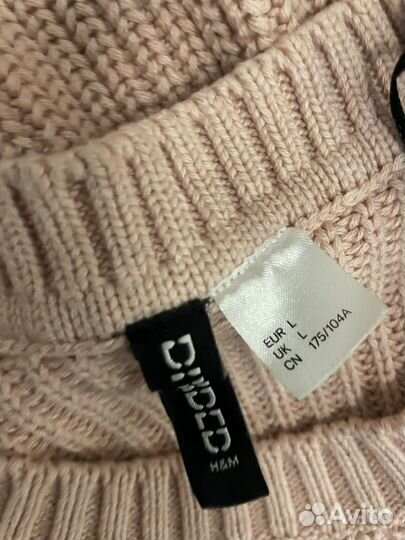 DIVIDED
H&M
EUR L
UK L
CN 175/104A
Avito